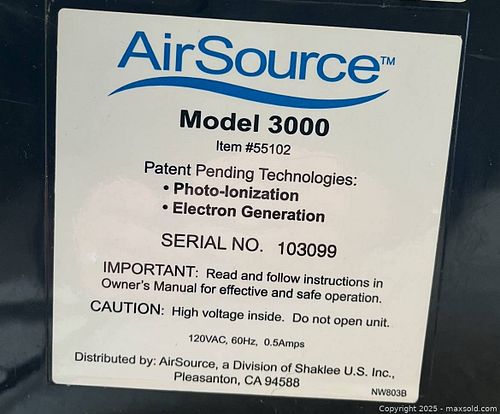 AirSource™
Model 3000
Item #55102
Patent Pending Technologies:
• Photo-Ionization
• Electron Generation
SERIAL NO. 103099
IMPORTANT: Read and follow instructions in
Owner's Manual for effective and safe operation.
CAUTION: High voltage inside. Do not open unit.
120VAC, 60Hz, 0.5Amps
Distributed by: AirSource, a Division of Shaklee U.S. Inc.,
Pleasanton, CA 94588
NW803B
Copyright 2025 - maxsold.com